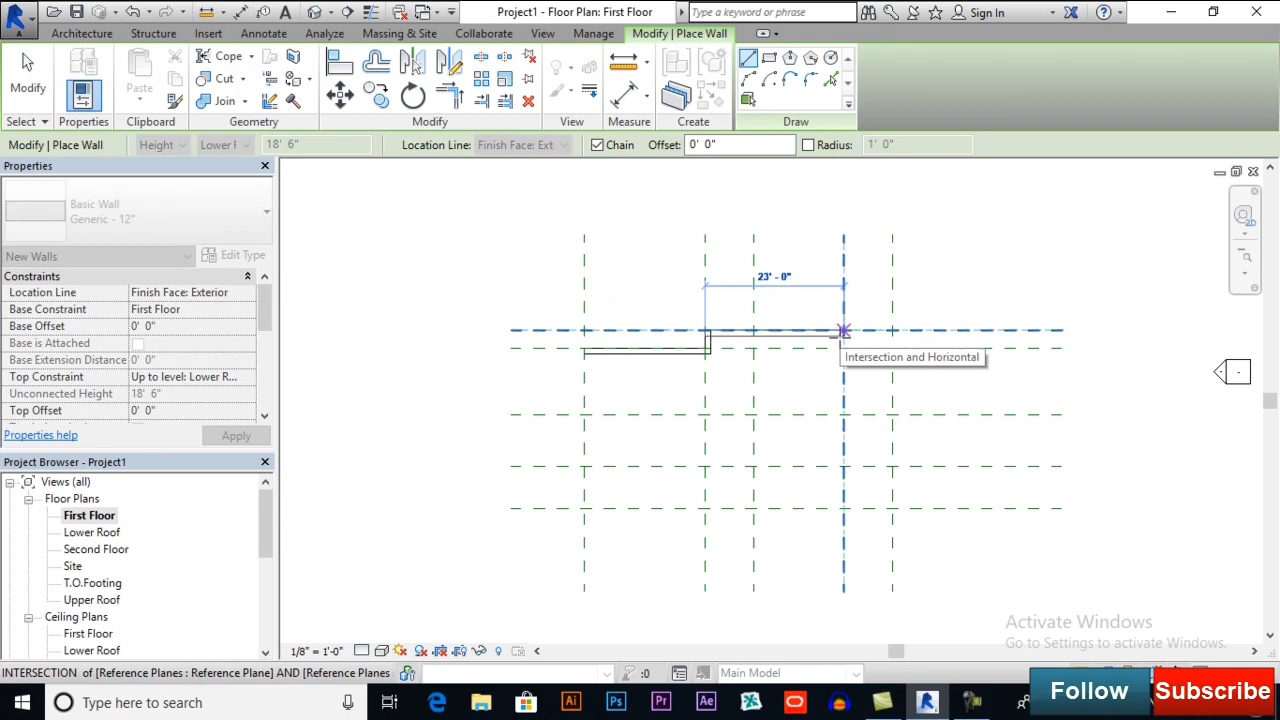 Project1 - Floor Plan: First Floor
Type a keyword or phrase
Sign In
Architecture Structure Insert Annotate Analyze Massing & Site Collaborate View Manage Modify | Place Wall
Modify
Paste
Cope
Cut
Join
Select Properties Clipboard Geometry Modify View Measure Create Draw
Modify | Place Wall Height 18' 6" Location Line: Finish Face: Ext Chain Offset: 0' 0" Radius: 1' 0"
Properties
Basic Wall
Generic - 12"
New Walls Edit Type
Constraints
Location Line Finish Face: Exterior
Base Constraint First Floor
Base Offset 0' 0"
Base is Attached
Base Extension Distance 0' 0"
Top Constraint Up to level: Lower R...
Unconnected Height 18' 6"
Top Offset 0' 0"
Properties help Apply
Project Browser - Project1
Views (all)
Floor Plans
First Floor
Lower Roof
Second Floor
Site
T.O.Footing
Upper Roof
Ceiling Plans
First Floor
Lower Roof
23' - 0"
Intersection and Horizontal
2D
Activate Windows
Go to Settings to activate Windows.
1/8" = 1'-0"
INTERSECTION of [Reference Planes : Reference Plane] AND [Reference Planes
:0
Main Model
Type here to search
Ai
Ps
Pr
Ae
Follow
Subscribe